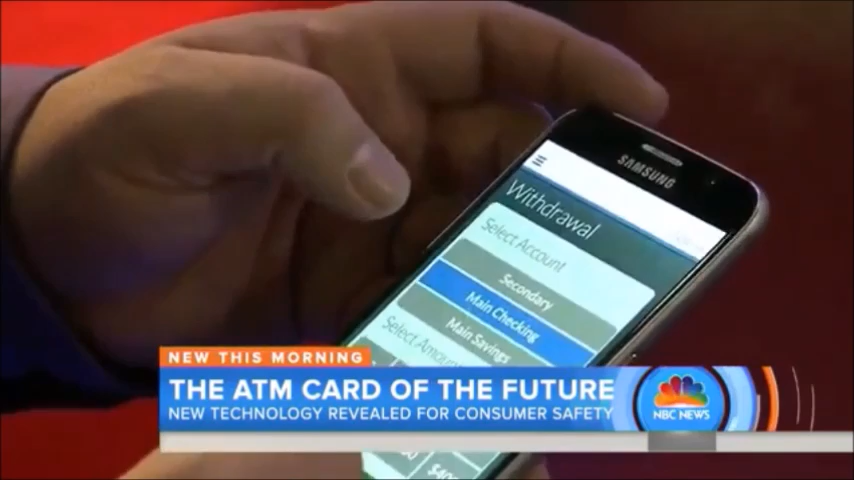 SAMSUNG
Withdrawal
Select Account
Secondary
Main Checking
Main Savings
Select Amount
NEW THIS MORNING
THE ATM CARD OF THE FUTURE
NEW TECHNOLOGY REVEALED FOR CONSUMER SAFETY
NBC NEWS